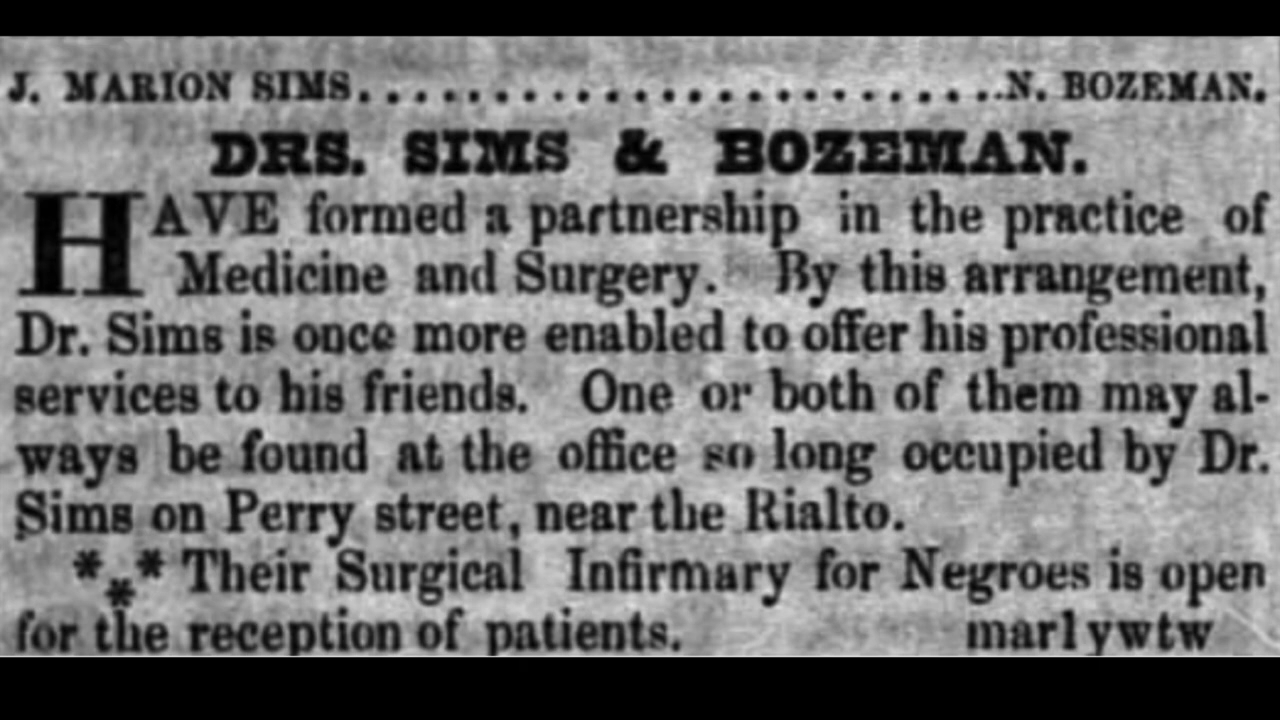 J. MARION SIMS...........................N. BOZEMAN.
DRS. SIMS & BOZEMAN.
HAVE formed a partnership in the practice of
Medicine and Surgery. By this arrangement,
Dr. Sims is once more enabled to offer his professional
services to his friends. One or both of them may al-
ways be found at the office so long occupied by Dr.
Sims on Perry street, near the Rialto.
*⁎* Their Surgical Infirmary for Negroes is open
for the reception of patients. mar1ywtw